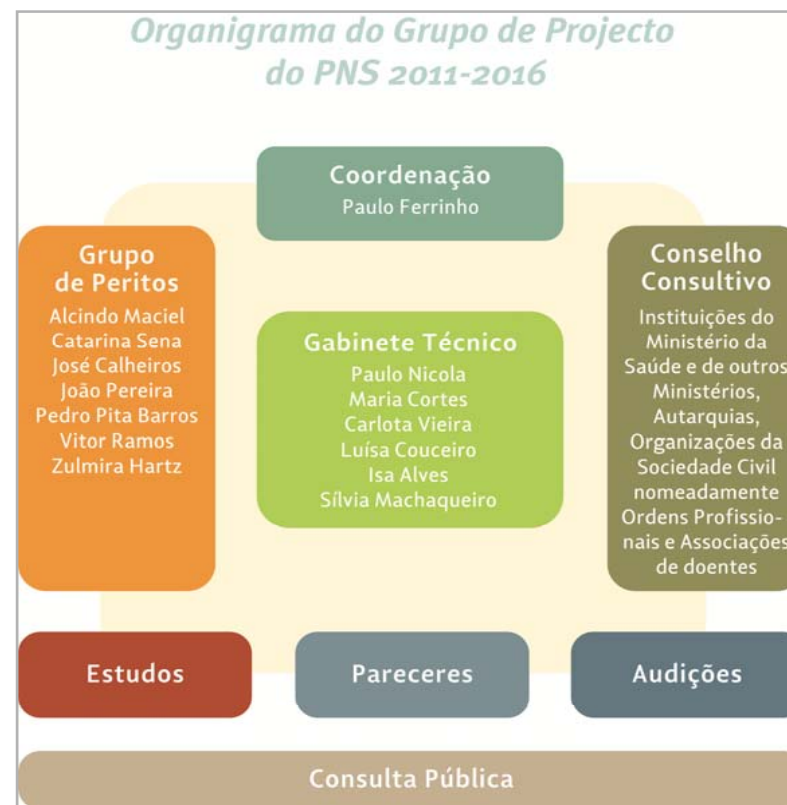 Organigrama do Grupo de Projecto
do PNS 2011-2016
Coordenação
Paulo Ferrinho
Grupo
de Peritos
Alcindo Maciel
Catarina Sena
José Calheiros
João Pereira
Pedro Pita Barros
Vitor Ramos
Zulmira Hartz
Gabinete Técnico
Paulo Nicola
Maria Cortes
Carlota Vieira
Luísa Couceiro
Isa Alves
Sílvia Machaqueiro
Conselho
Consultivo
Instituições do
Ministério da
Saúde e de outros
Ministérios,
Autarquias,
Organizações da
Sociedade Civil
nomeadamente
Ordens Profissio-
nais e Associações
de doentes
Estudos
Pareceres
Audições
Consulta Pública